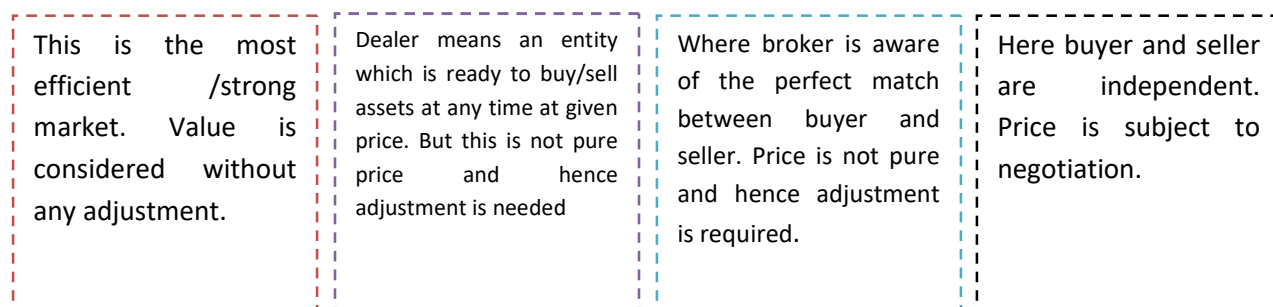 This is the most
efficient /strong
market. Value is
considered without
any adjustment.
Dealer means an entity
which is ready to buy/sell
assets at any time at given
price. But this is not pure
price and hence
adjustment is needed
Where broker is aware
of the perfect match
between buyer and
seller. Price is not pure
and hence adjustment
is required.
Here buyer and seller
are independent.
Price is subject to
negotiation.